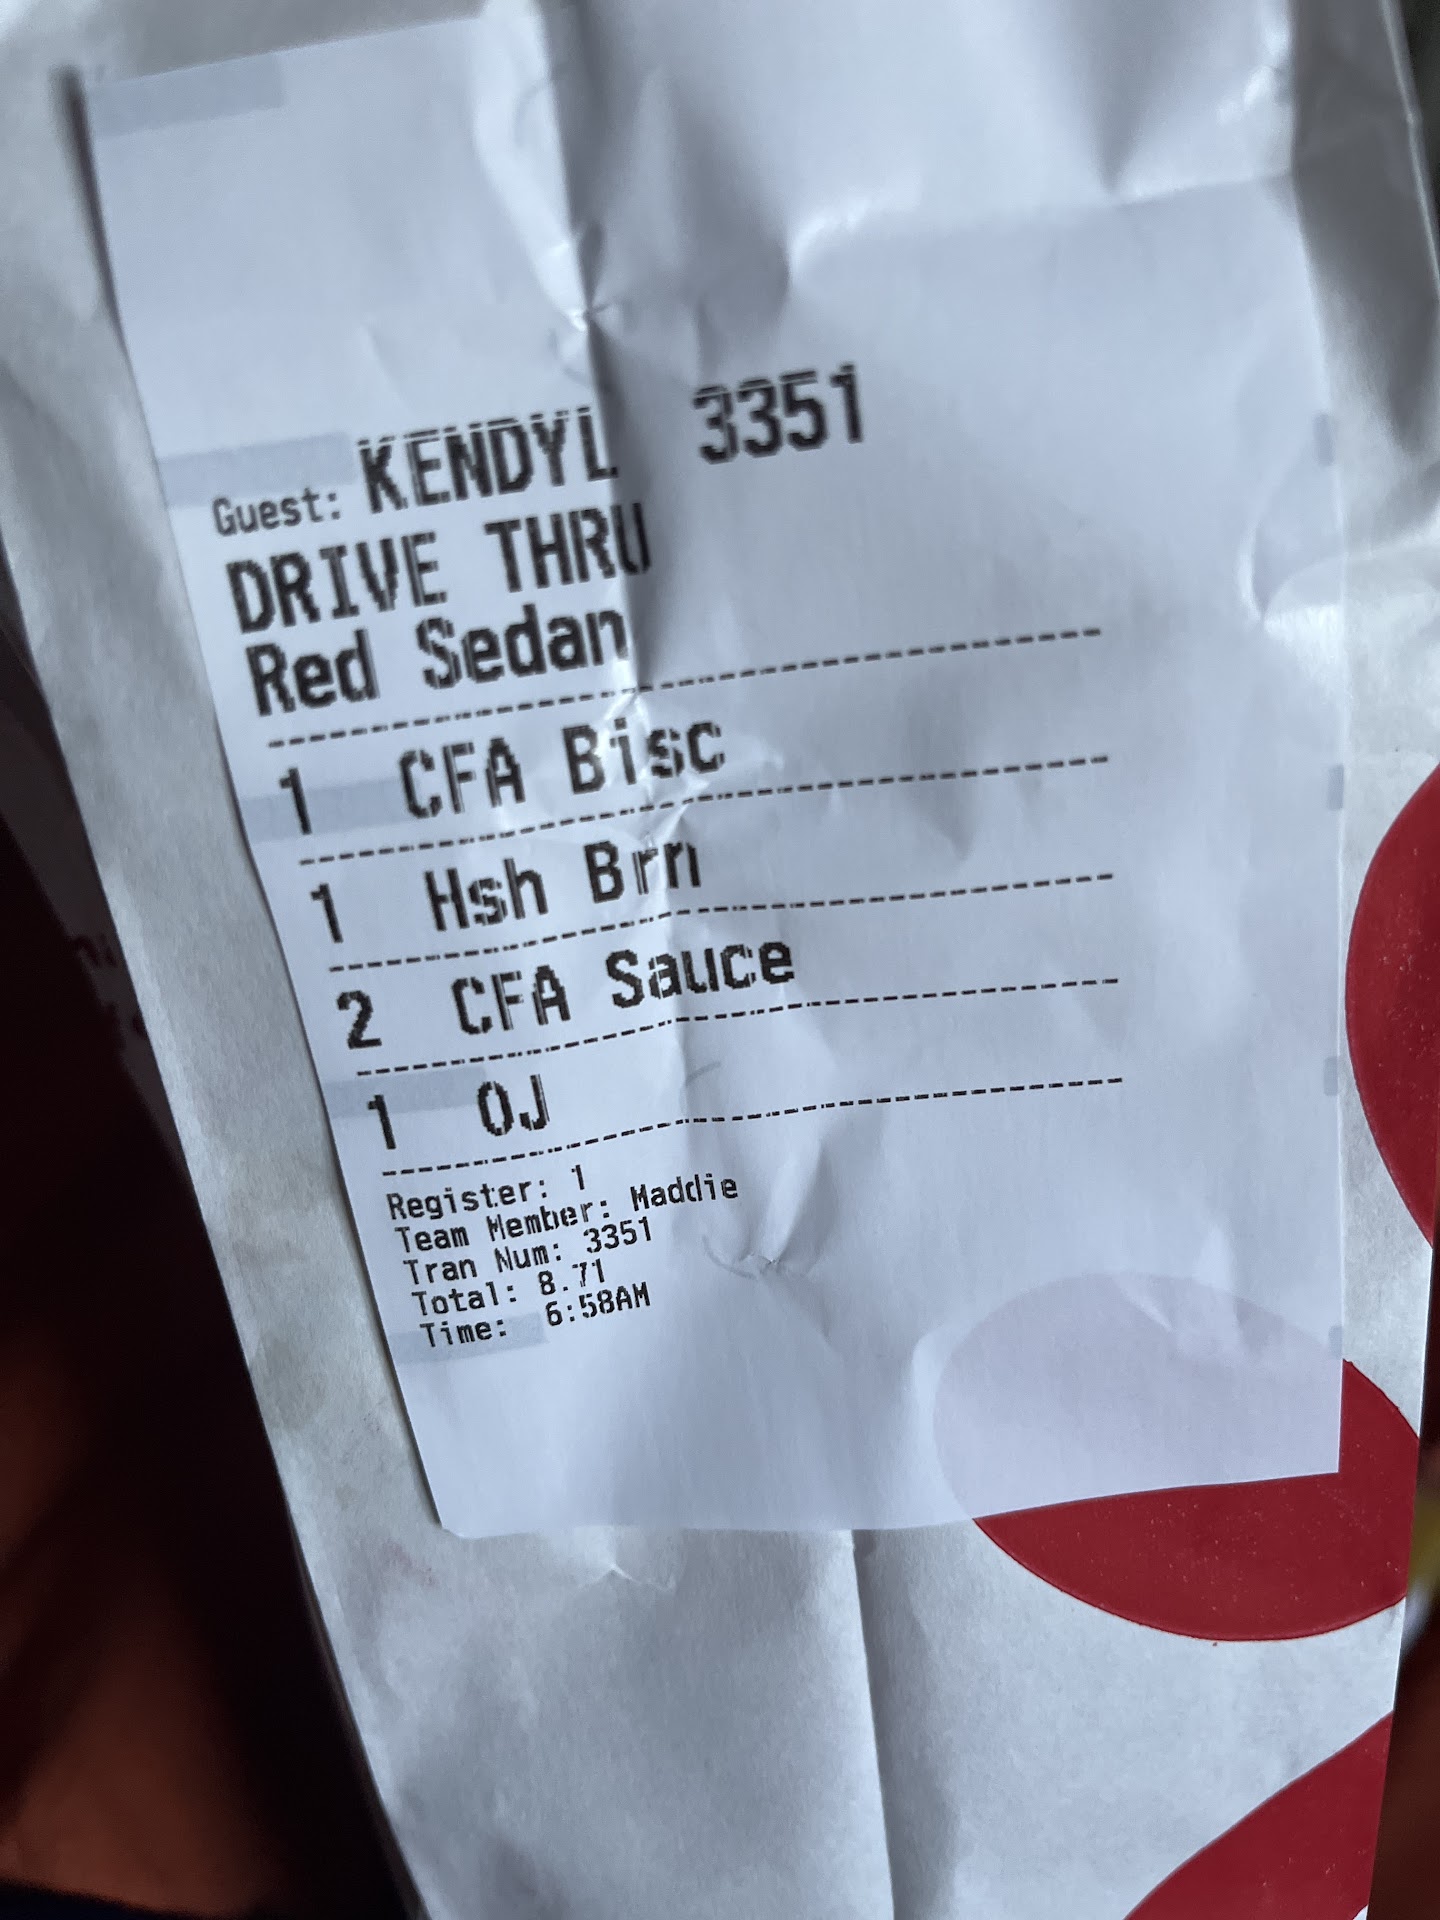 Guest: KENDYL 3351
DRIVE THRU
Red Sedan
1 CFA Bisc
1 Hsh Brn
2 CFA Sauce
1 OJ
Register: 1
Team Member: Maddie
Tran Num: 3351
Total: 8.71
Time: 6:58AM